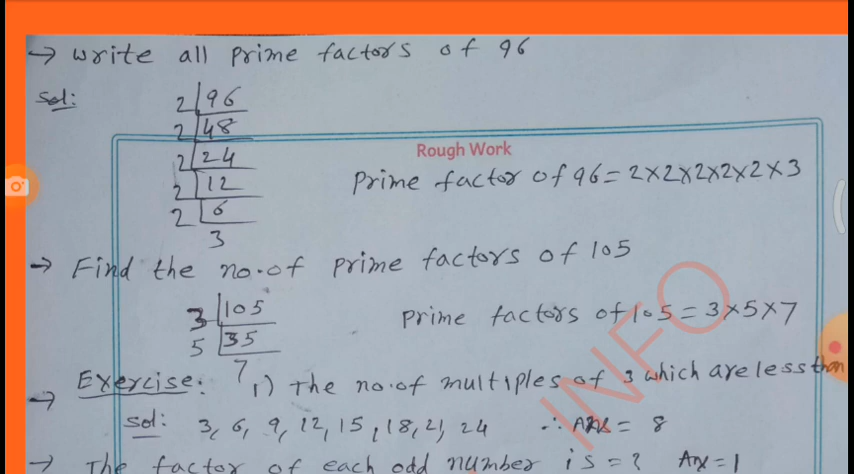 → Write all prime factors of 96
Sol:
2 | 96
2 | 48
2 | 24
2 | 12
2 | 6
3
Rough Work
Prime factor of 96 = 2×2×2×2×2×3
→ Find the no.of prime factors of 105
3 | 105
5 | 35
7
Prime factors of 105 = 3×5×7
→ Exercise: 1) The no.of multiples of 3 which are less than
Sol: 3, 6, 9, 12, 15, 18, 21, 24 ∴ Ans = 8
→ The factor of each odd number is = ? Ans = 1
INFO